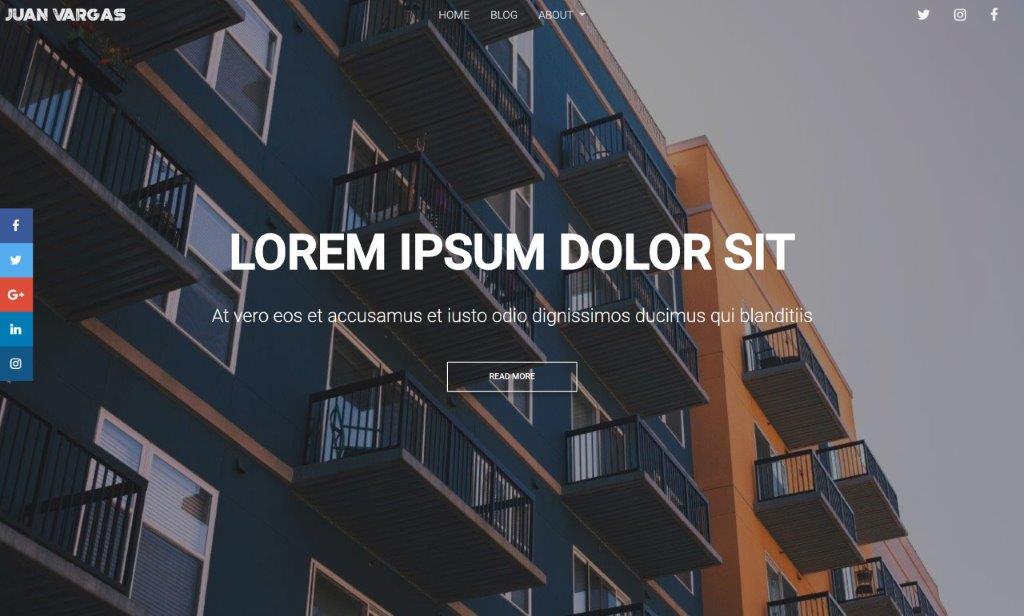 JUAN VARGAS
HOME BLOG ABOUT
LOREM IPSUM DOLOR SIT
At vero eos et accusamus et iusto odio dignissimos ducimus qui blanditiis
READ MORE
G+
in